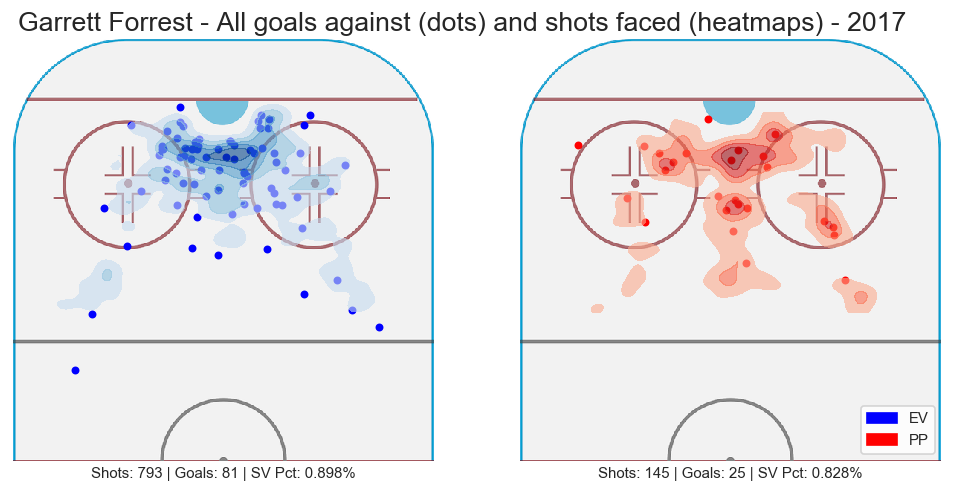 Garrett Forrest - All goals against (dots) and shots faced (heatmaps) - 2017
EV
PP
Shots: 793 | Goals: 81 | SV Pct: 0.898%
Shots: 145 | Goals: 25 | SV Pct: 0.828%